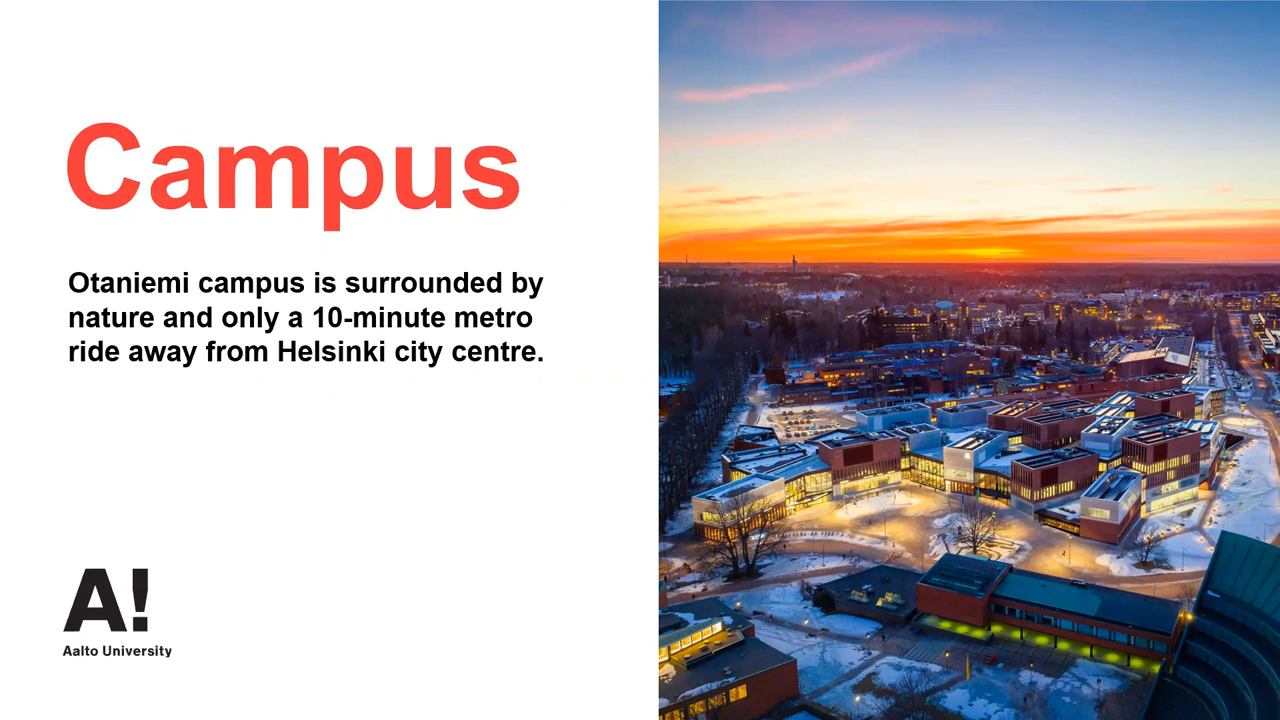 Campus
Otaniemi campus is surrounded by
nature and only a 10-minute metro
ride away from Helsinki city centre.
A!
Aalto University